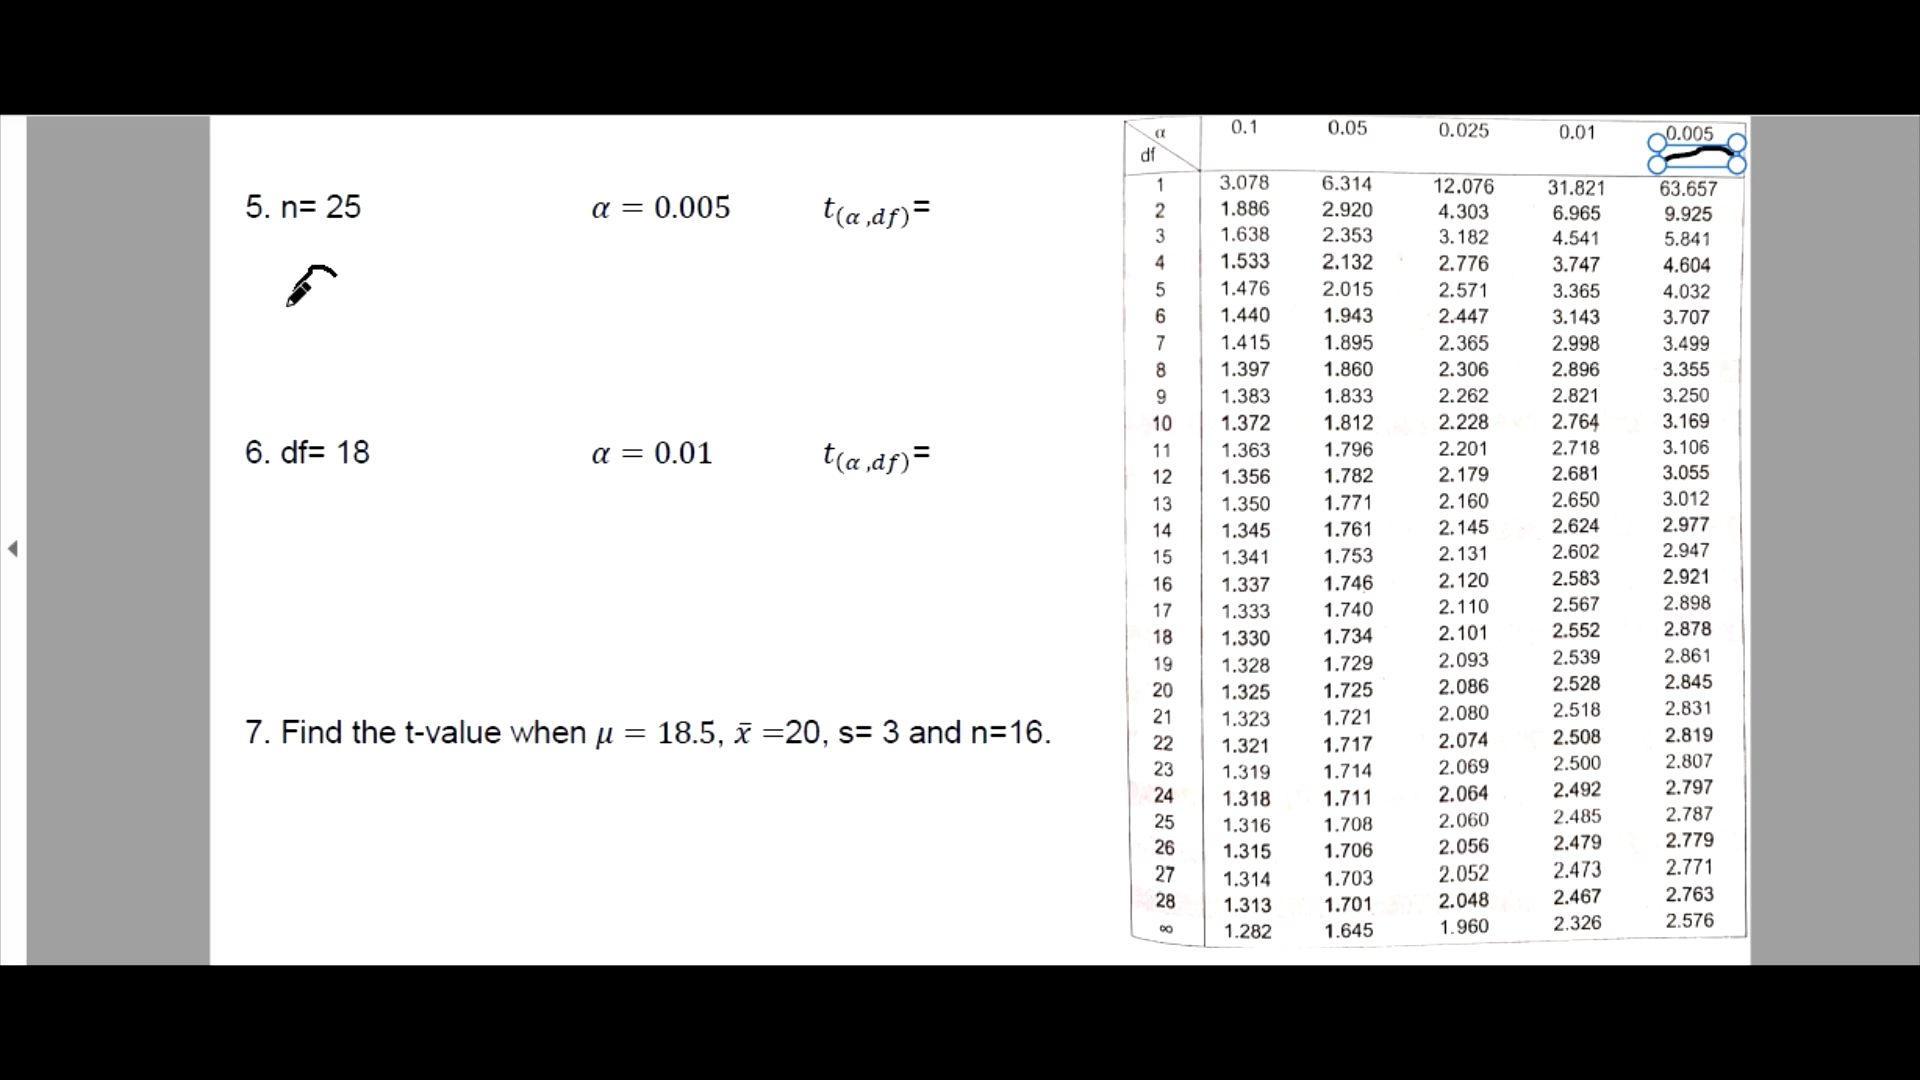 5. n= 25 α = 0.005 t(α ,df)=
6. df= 18 α = 0.01 t(α ,df)=
7. Find the t-value when μ = 18.5, x̄ =20, s= 3 and n=16.
α 0.1 0.05 0.025 0.01 0.005
df
1 3.078 6.314 12.076 31.821 63.657
2 1.886 2.920 4.303 6.965 9.925
3 1.638 2.353 3.182 4.541 5.841
4 1.533 2.132 2.776 3.747 4.604
5 1.476 2.015 2.571 3.365 4.032
6 1.440 1.943 2.447 3.143 3.707
7 1.415 1.895 2.365 2.998 3.499
8 1.397 1.860 2.306 2.896 3.355
9 1.383 1.833 2.262 2.821 3.250
10 1.372 1.812 2.228 2.764 3.169
11 1.363 1.796 2.201 2.718 3.106
12 1.356 1.782 2.179 2.681 3.055
13 1.350 1.771 2.160 2.650 3.012
14 1.345 1.761 2.145 2.624 2.977
15 1.341 1.753 2.131 2.602 2.947
16 1.337 1.746 2.120 2.583 2.921
17 1.333 1.740 2.110 2.567 2.898
18 1.330 1.734 2.101 2.552 2.878
19 1.328 1.729 2.093 2.539 2.861
20 1.325 1.725 2.086 2.528 2.845
21 1.323 1.721 2.080 2.518 2.831
22 1.321 1.717 2.074 2.508 2.819
23 1.319 1.714 2.069 2.500 2.807
24 1.318 1.711 2.064 2.492 2.797
25 1.316 1.708 2.060 2.485 2.787
26 1.315 1.706 2.056 2.479 2.779
27 1.314 1.703 2.052 2.473 2.771
28 1.313 1.701 2.048 2.467 2.763
∞ 1.282 1.645 1.960 2.326 2.576